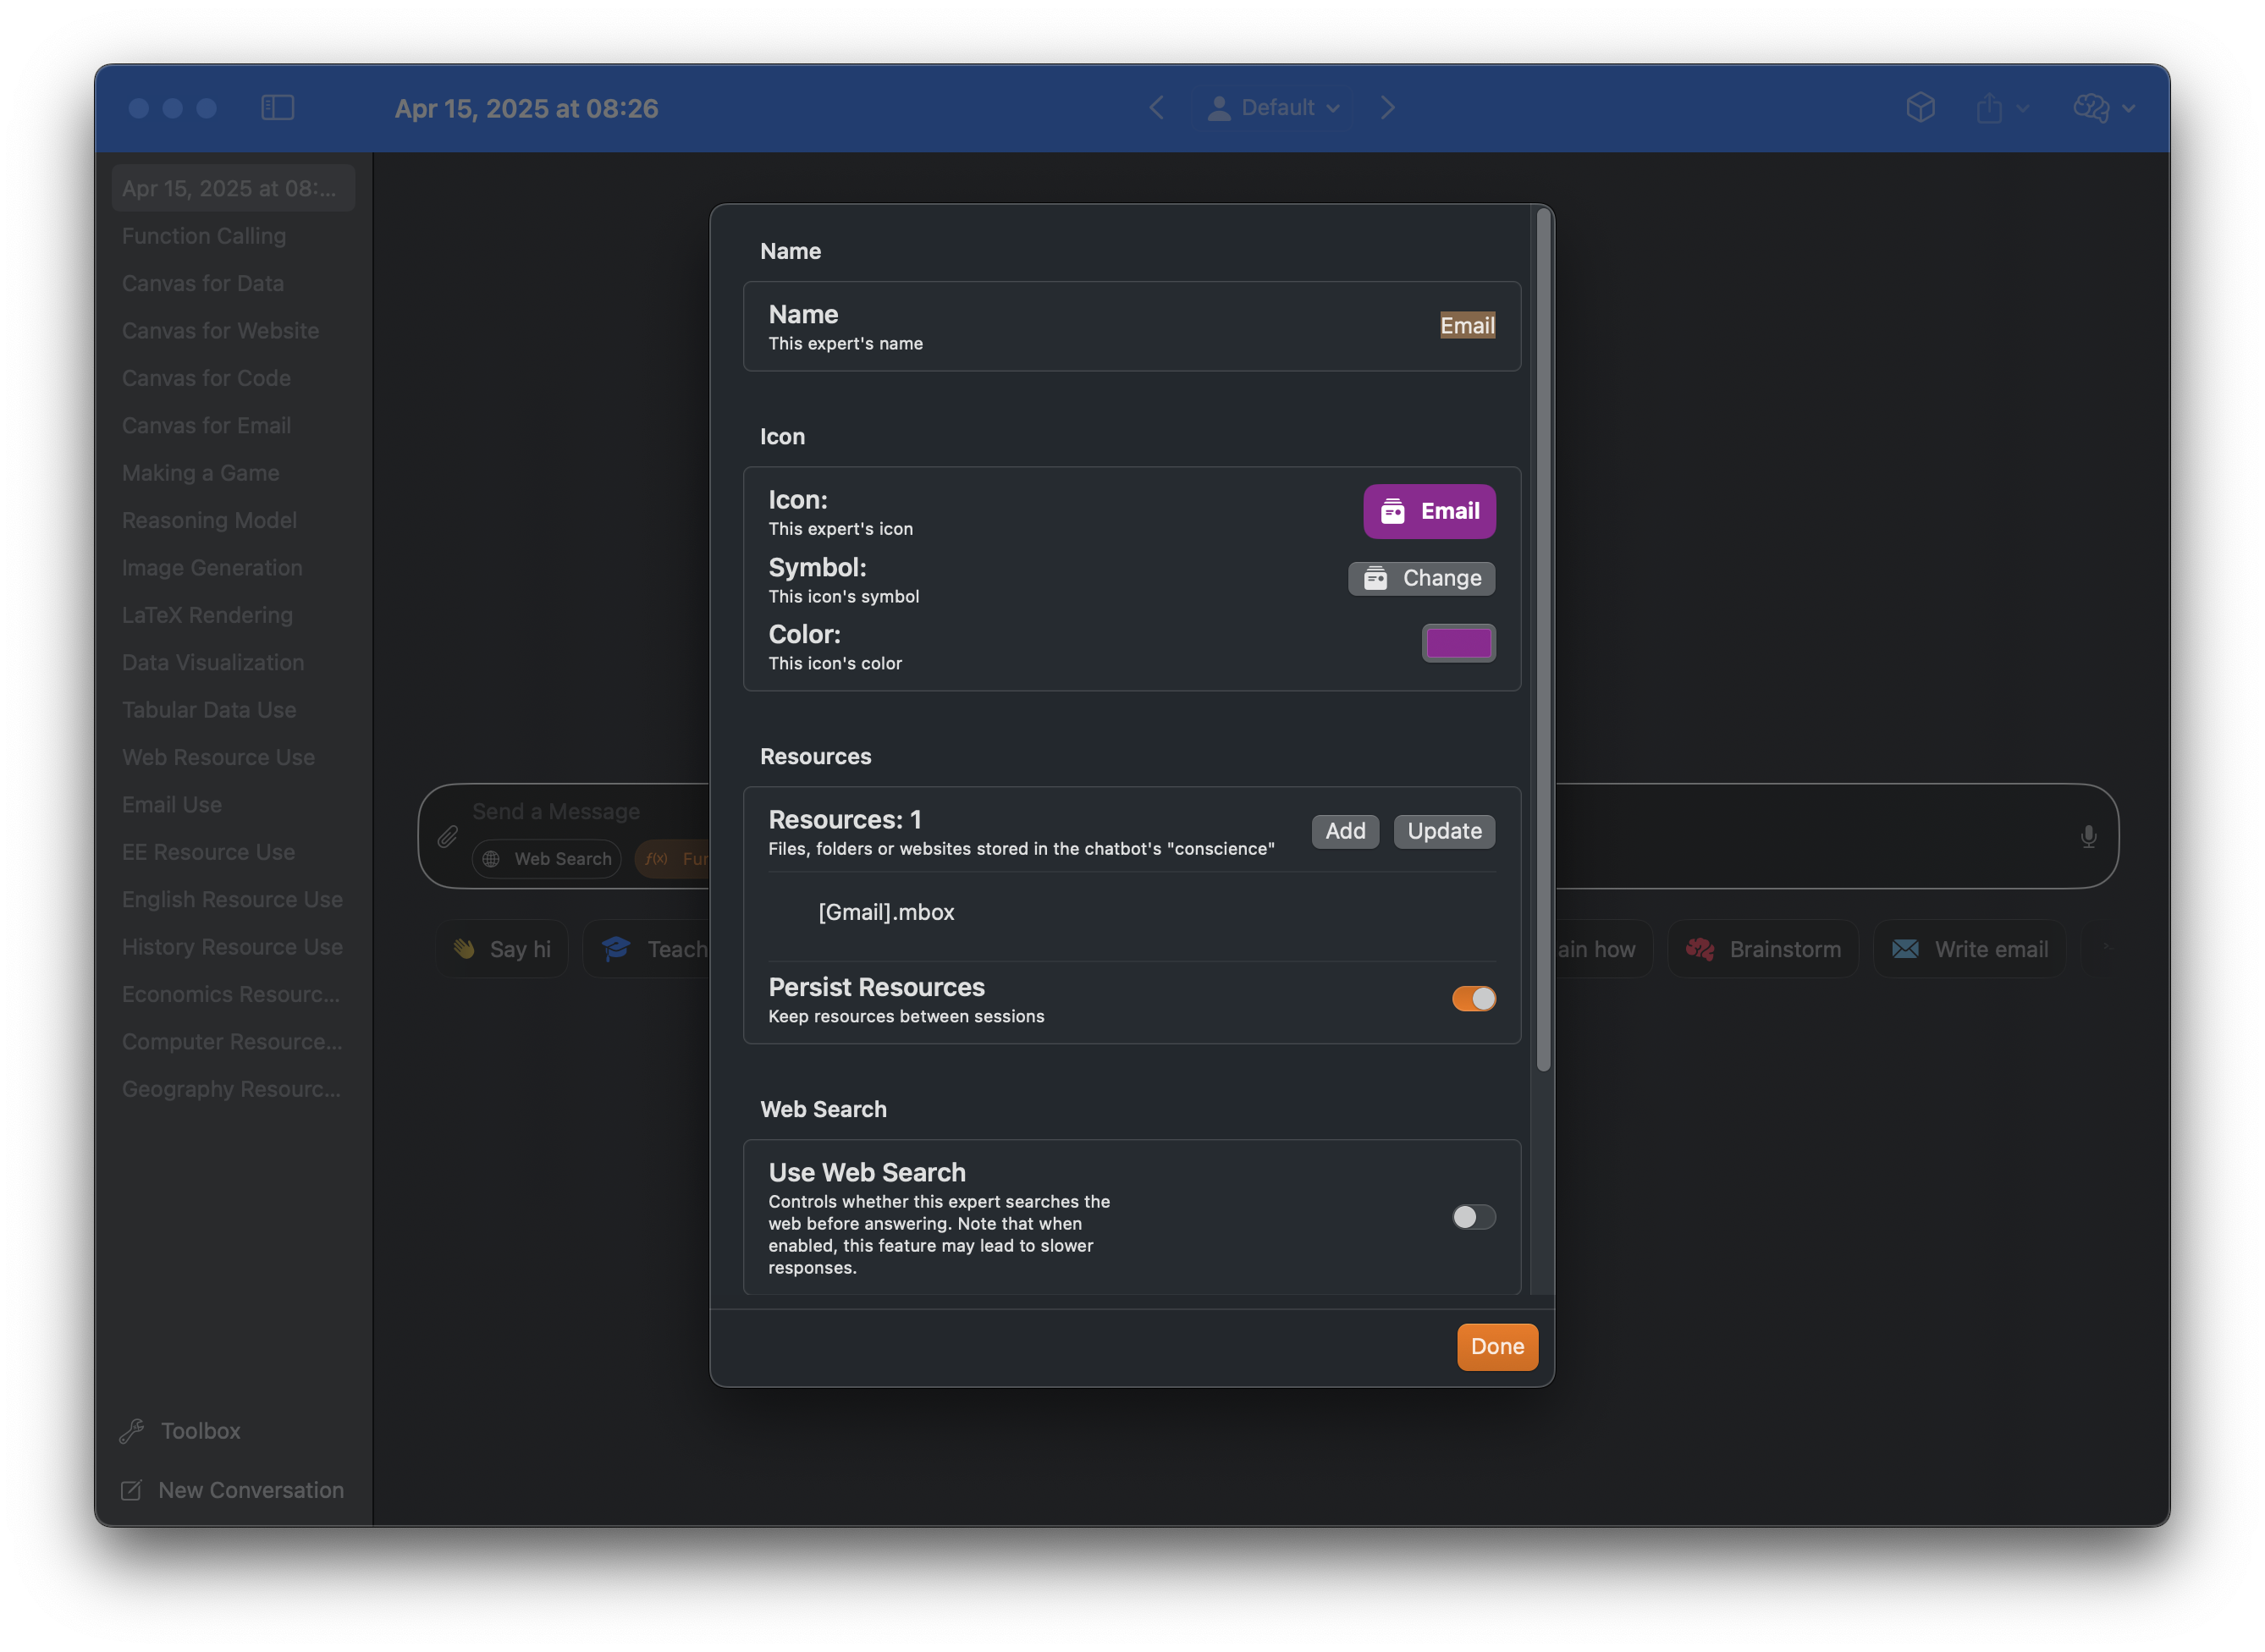 Apr 15, 2025 at 08:26
Default
Apr 15, 2025 at 08:...
Function Calling
Canvas for Data
Canvas for Website
Canvas for Code
Canvas for Email
Making a Game
Reasoning Model
Image Generation
LaTeX Rendering
Data Visualization
Tabular Data Use
Web Resource Use
Email Use
EE Resource Use
English Resource Use
History Resource Use
Economics Resourc...
Computer Resource...
Geography Resourc...
Toolbox
New Conversation
Send a Message
Web Search
f(x) Fur
Say hi
Teach
ain how
Brainstorm
Write email
Name
Name
Email
This expert's name
Icon
Icon:
Email
This expert's icon
Symbol:
Change
This icon's symbol
Color:
This icon's color
Resources
Resources: 1
Add
Update
Files, folders or websites stored in the chatbot's "conscience"
[Gmail].mbox
Persist Resources
Keep resources between sessions
Web Search
Use Web Search
Controls whether this expert searches the
web before answering. Note that when
enabled, this feature may lead to slower
responses.
Done